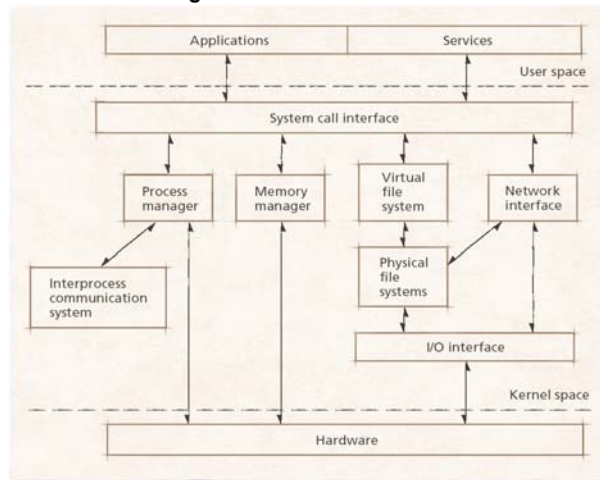 Applications
Services
User space
System call interface
Process
manager
Memory
manager
Virtual
file
system
Network
interface
Interprocess
communication
system
Physical
file
systems
I/O interface
Kernel space
Hardware